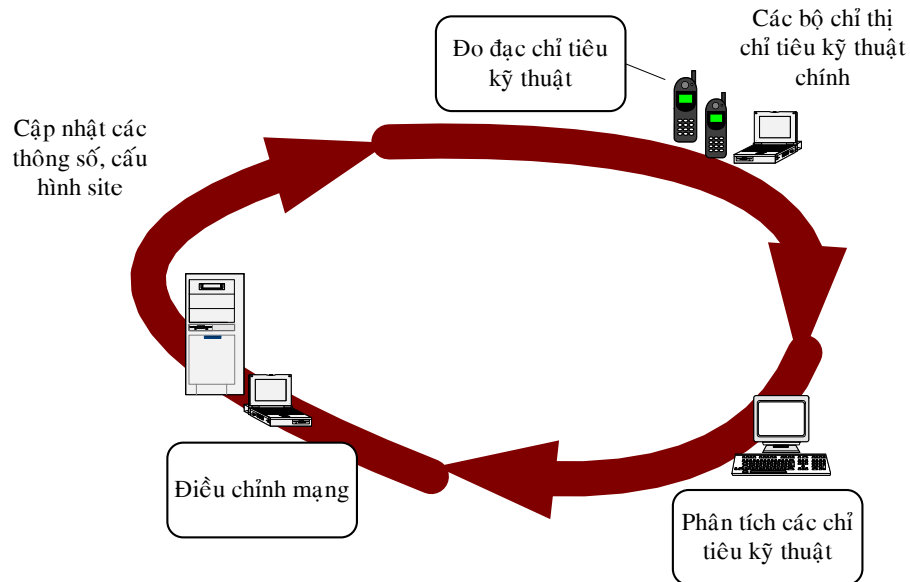 Các bộ chỉ thị
chỉ tiêu kỹ thuật
chính
Đo đạc chỉ tiêu
kỹ thuật
Cập nhật các
thông số, cấu
hình site
Điều chỉnh mạng
Phân tích các chỉ
tiêu kỹ thuật